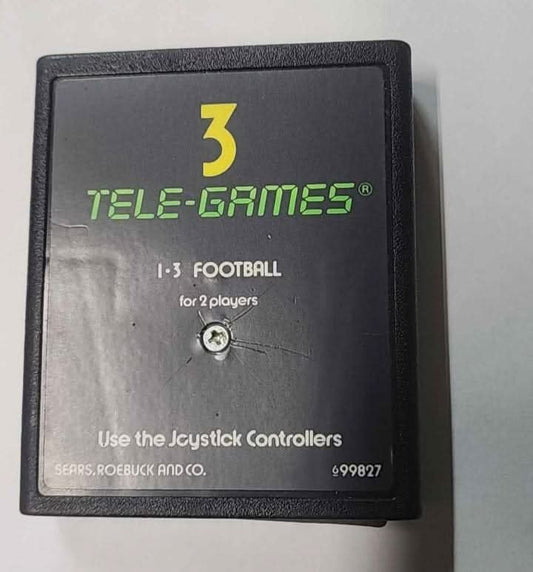 3
TELE-GAMES®
1-3 FOOTBALL
for 2 players
Use the Joystick Controllers
SEARS, ROEBUCK AND CO. 699827